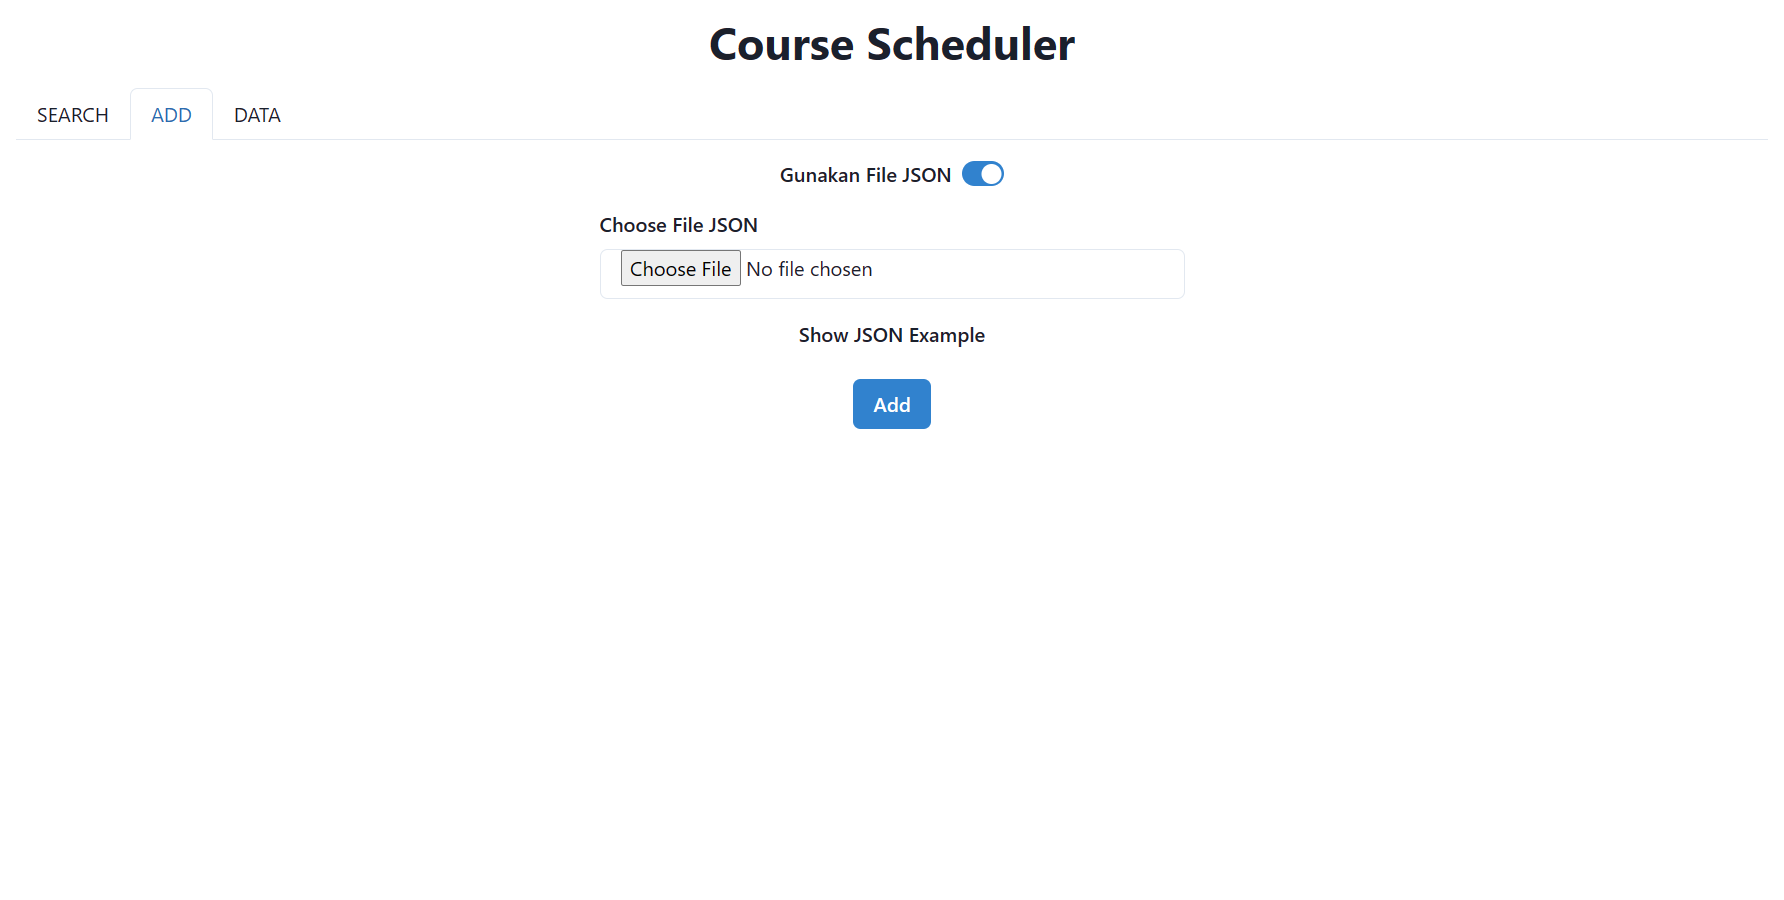 Course Scheduler
SEARCH ADD DATA
Gunakan File JSON
Choose File JSON
Choose File No file chosen
Show JSON Example
Add